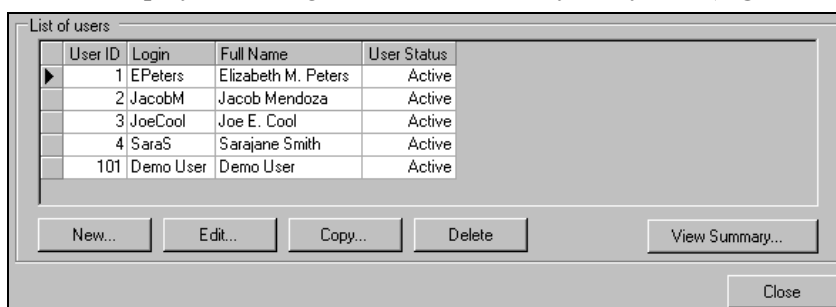 List of users
User ID Login Full Name User Status
1 EPeters Elizabeth M. Peters Active
2 JacobM Jacob Mendoza Active
3 JoeCool Joe E. Cool Active
4 SaraS Sarajane Smith Active
101 Demo User Demo User Active
New... Edit... Copy... Delete View Summary...
Close